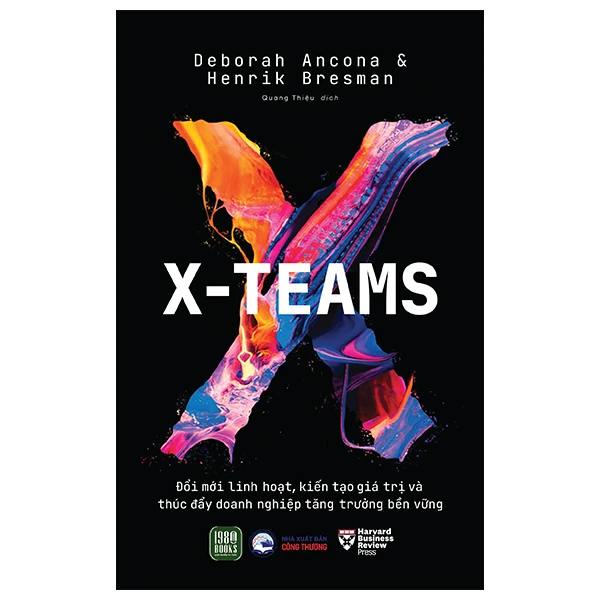 Deborah Ancona &
Henrik Bresman
Quang Thiệu dịch
X-TEAMS
Đổi mới linh hoạt, kiến tạo giá trị và
thúc đẩy doanh nghiệp tăng trưởng bền vững
1980
BOOKS
NHÀ XUẤT BẢN
CÔNG THƯƠNG
Harvard
Business
Review
Press